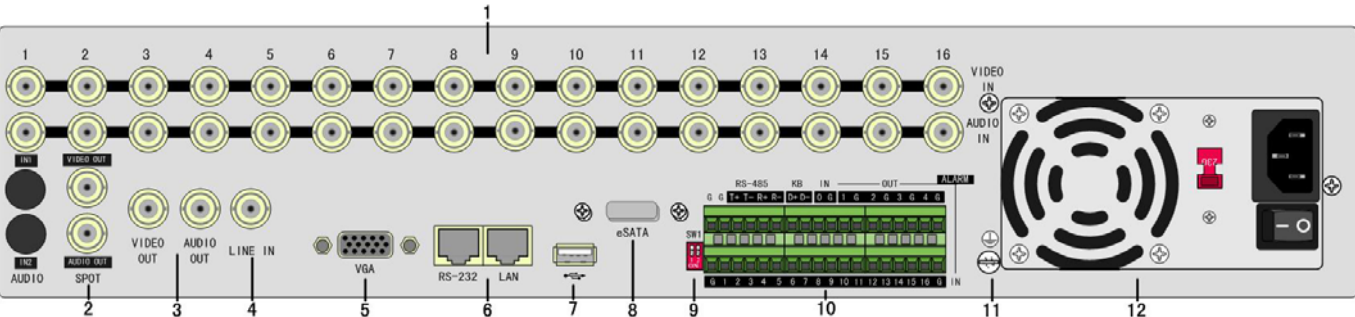 1
1 2 3 4 5 6 7 8 9 10 11 12 13 14 15 16
VIDEO
IN
AUDIO
IN
IN1
VIDEO OUT
IN2
AUDIO
AUDIO OUT
SPOT
VIDEO
OUT
AUDIO
OUT
LINE IN
VGA
RS-232
LAN
eSATA
SW1
ON
ALARM
RS-485 KB IN OUT
G G T+ T- R+ R- D+ D- 0 G 1 G 2 G 3 G 4 G
G 1 2 3 4 5 6 7 8 9 10 11 12 13 14 15 16 G IN
2 3 4 5 6 7 8 9 10 11 12